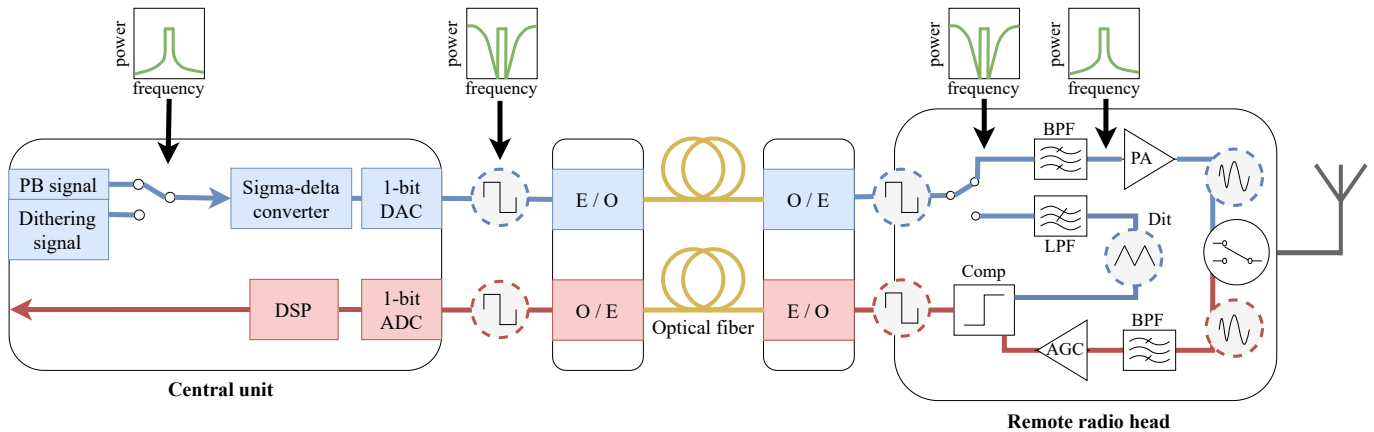 power
frequency
power
frequency
power
frequency
power
frequency
PB signal
Dithering
signal
Sigma-delta
converter
1-bit
DAC
E / O
O / E
BPF
PA
LPF
Dit
DSP
1-bit
ADC
O / E
Optical fiber
E / O
Comp
AGC
BPF
Central unit
Remote radio head